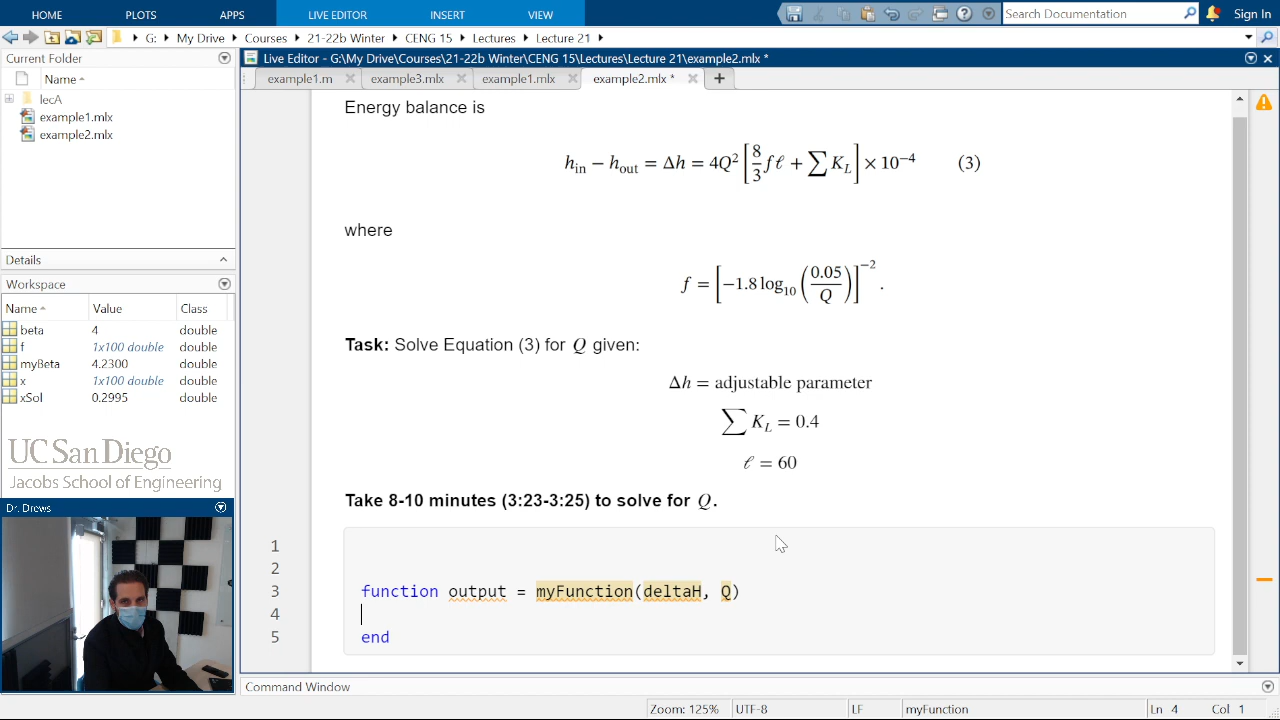 HOME PLOTS APPS LIVE EDITOR INSERT VIEW Search Documentation Sign In
G: My Drive Courses 21-22b Winter CENG 15 Lectures Lecture 21
Current Folder
Name
lecA
example1.mlx
example2.mlx
Details
Workspace
Name Value Class
beta 4 double
f 1x100 double double
myBeta 4.2300 double
x 1x100 double double
xSol 0.2995 double
UC San Diego
Jacobs School of Engineering
Dr. Drews
Live Editor - G:\My Drive\Courses\21-22b Winter\CENG 15\Lectures\Lecture 21\example2.mlx *
example1.m example3.mlx example1.mlx example2.mlx *
Energy balance is
h_in − h_out = Δh = 4Q² [8/3 fℓ + ∑ K_L] × 10⁻⁴ (3)
where
f = [−1.8 log₁₀ (0.05/Q)]⁻².
Task: Solve Equation (3) for Q given:
Δh = adjustable parameter
∑ K_L = 0.4
ℓ = 60
Take 8-10 minutes (3:23-3:25) to solve for Q.
1
2
3 function output = myFunction(deltaH, Q)
4
5 end
Command Window
Zoom: 125% UTF-8 LF myFunction Ln 4 Col 1